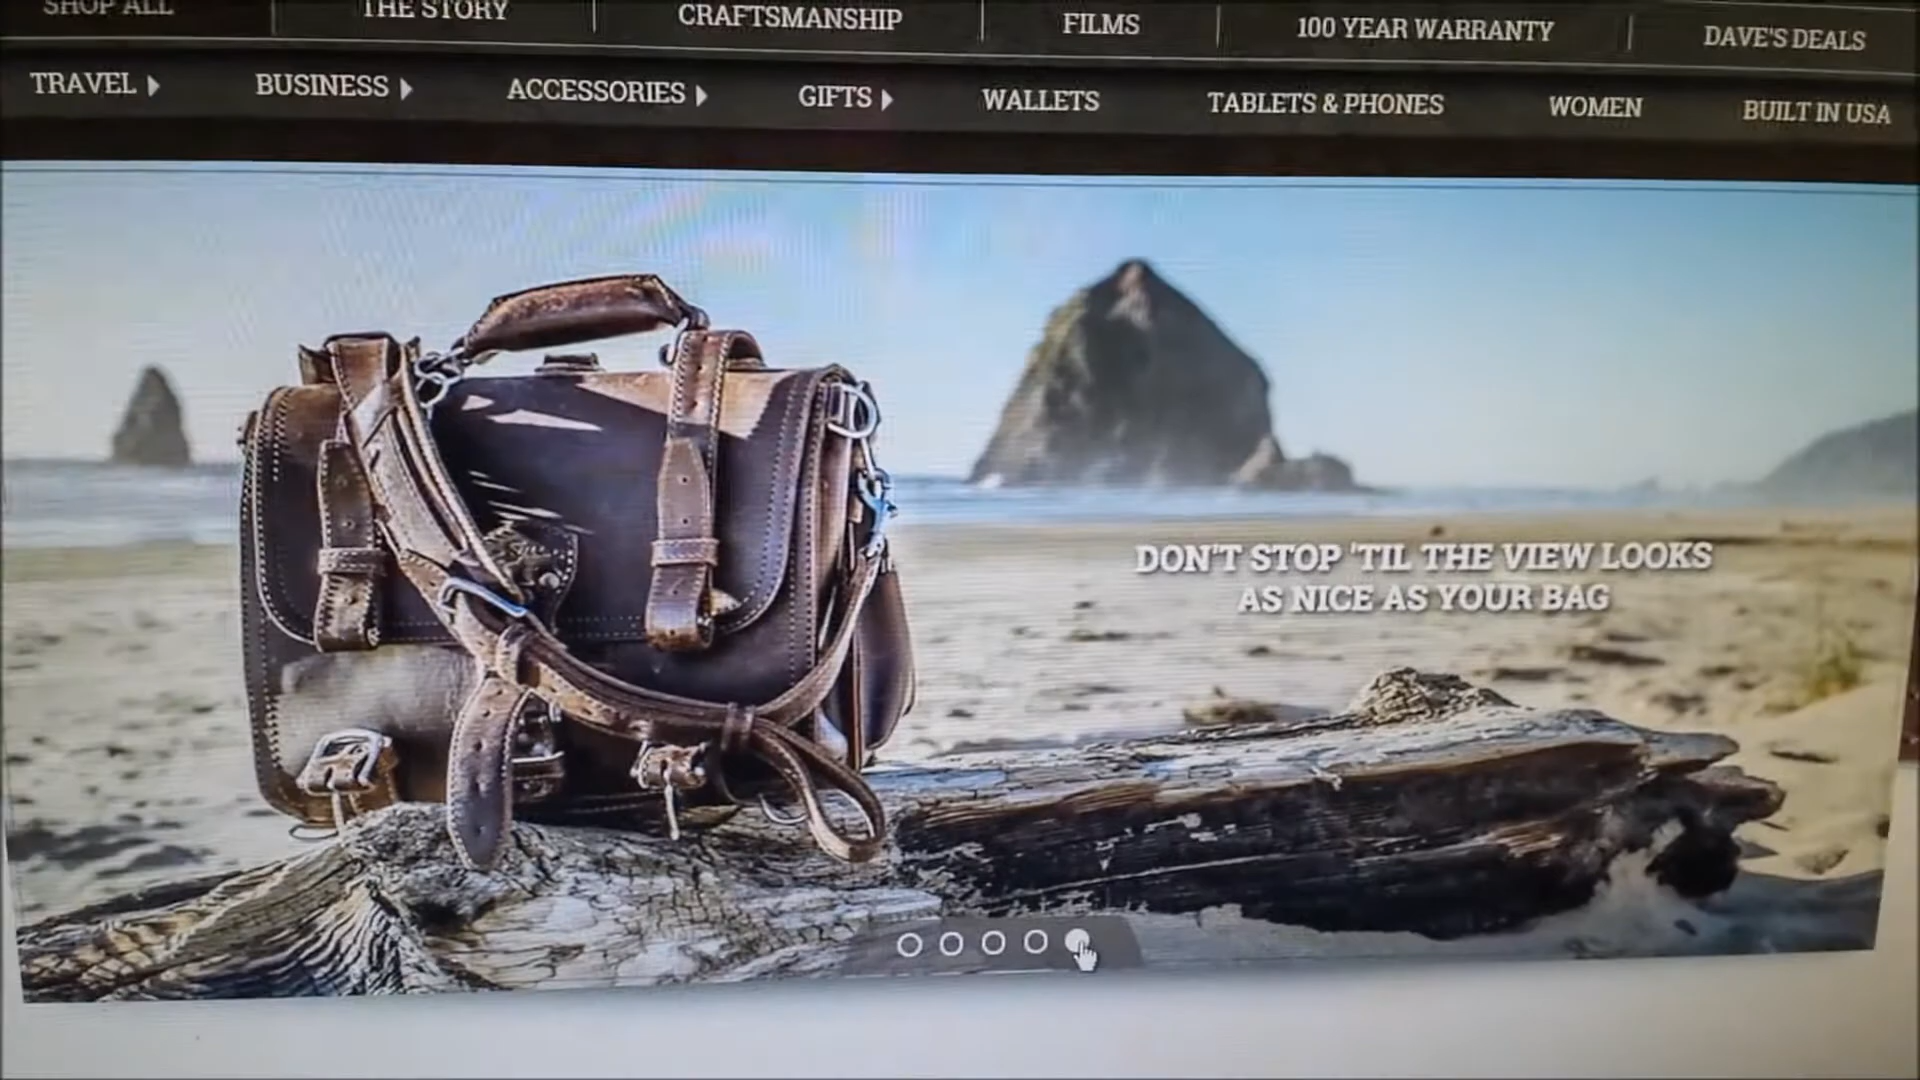 SHOP ALL
THE STORY
CRAFTSMANSHIP
FILMS
100 YEAR WARRANTY
DAVE'S DEALS
TRAVEL
BUSINESS
ACCESSORIES
GIFTS
WALLETS
TABLETS & PHONES
WOMEN
BUILT IN USA
DON'T STOP 'TIL THE VIEW LOOKS
AS NICE AS YOUR BAG